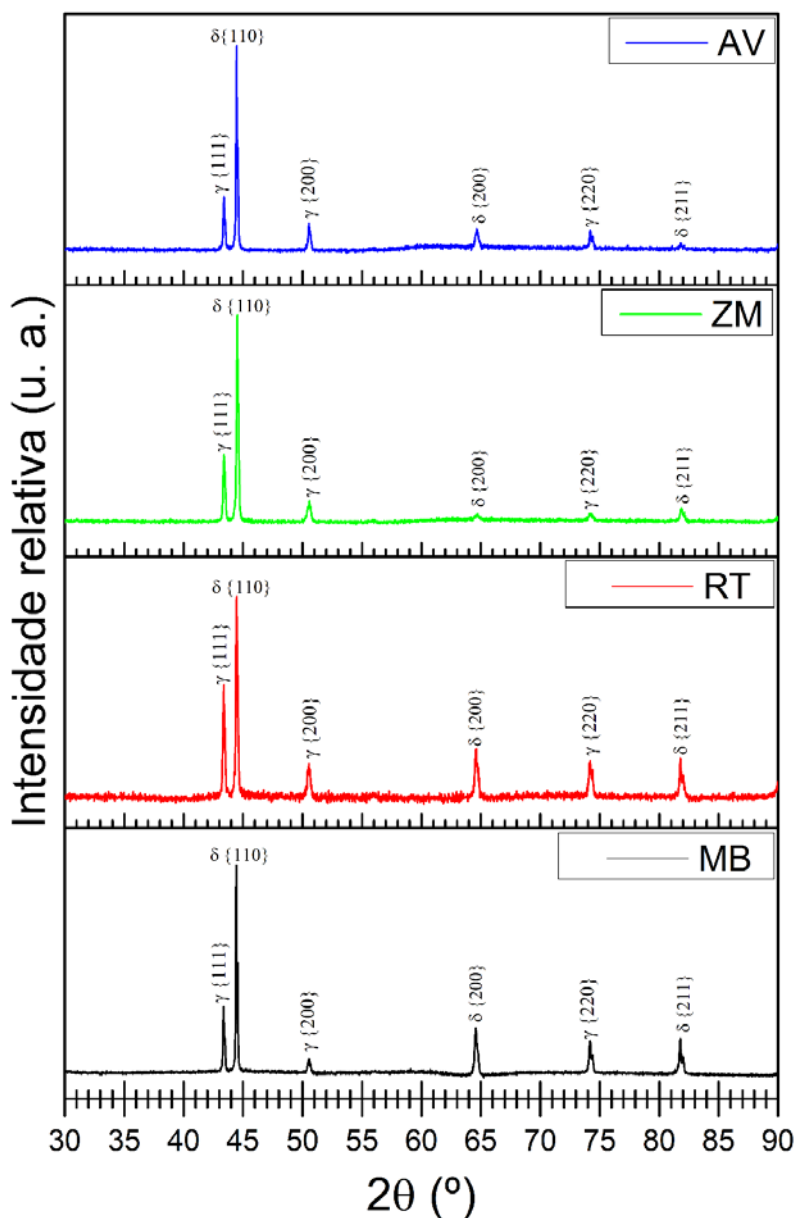 Intensidade relativa (u. a.)
AV
δ{110}
γ {111}
γ {200}
δ {200}
γ {220}
δ {211}
ZM
δ {110}
γ {111}
γ {200}
δ {200}
γ {220}
δ {211}
RT
δ {110}
γ {111}
γ {200}
δ {200}
γ {220}
δ {211}
MB
δ {110}
γ {111}
γ {200}
δ {200}
γ {220}
δ {211}
30 35 40 45 50 55 60 65 70 75 80 85 90
2θ (º)